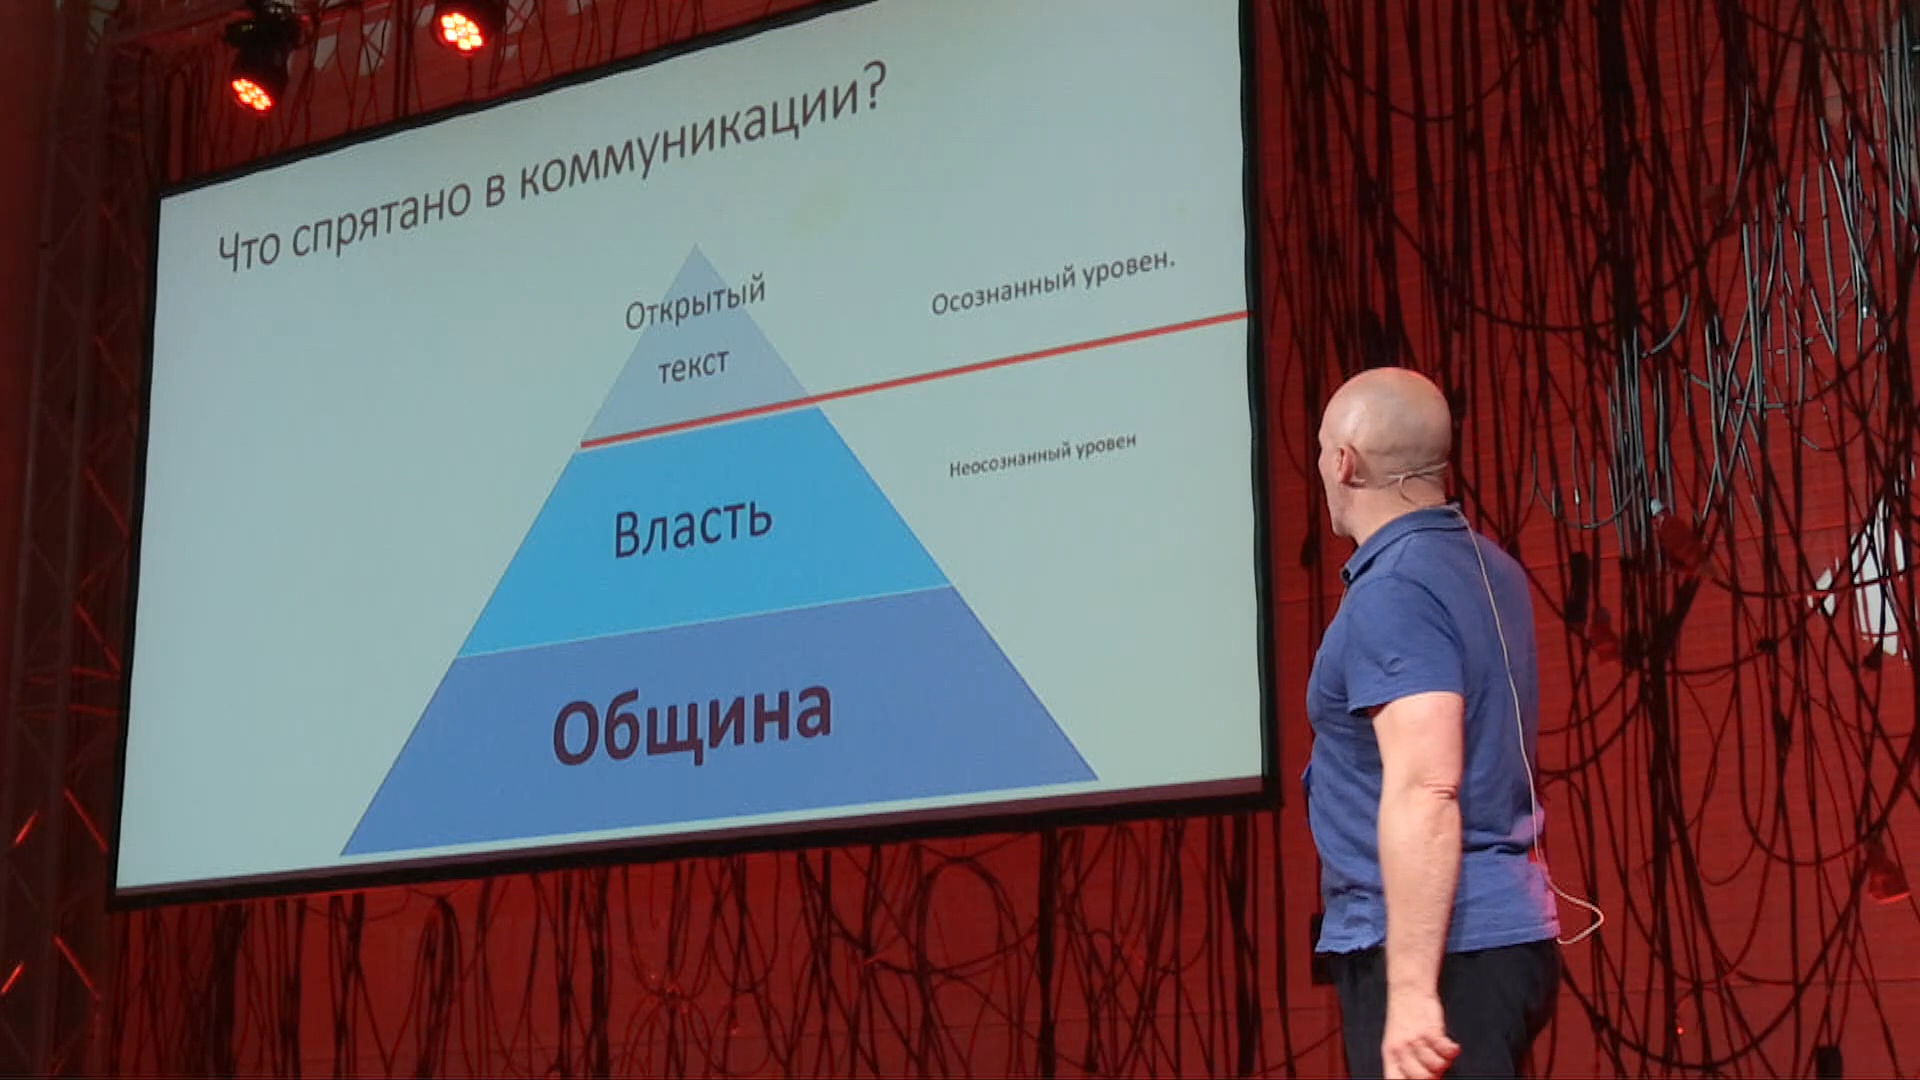 Что спрятано в коммуникации?
Открытый
текст
Осознанный уровен.
Неосознанный уровен
Власть
Община